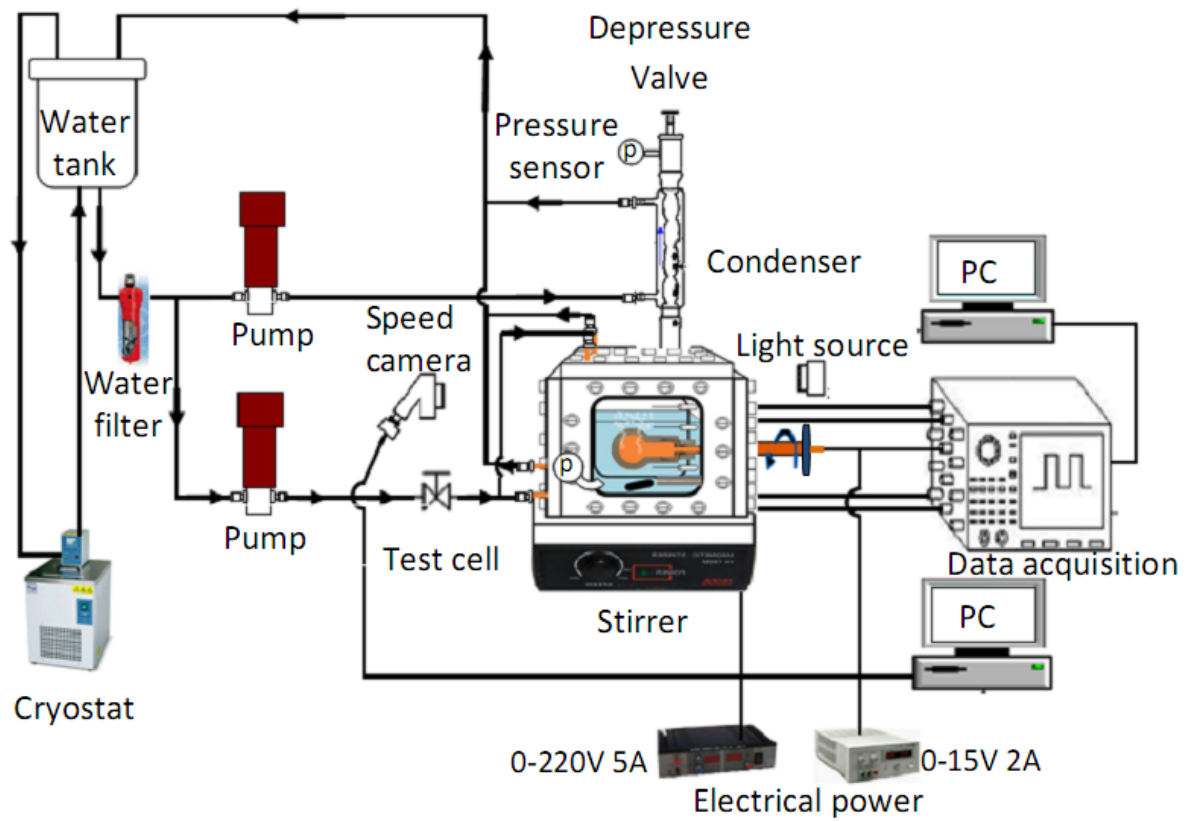 Depressure
Valve
Water
tank
Pressure
sensor
p
Condenser
PC
Pump
Speed
camera
Light source
Water
filter
p
Pump
Test cell
Data acquisition
Stirrer
PC
Cryostat
0-220V 5A
0-15V 2A
Electrical power